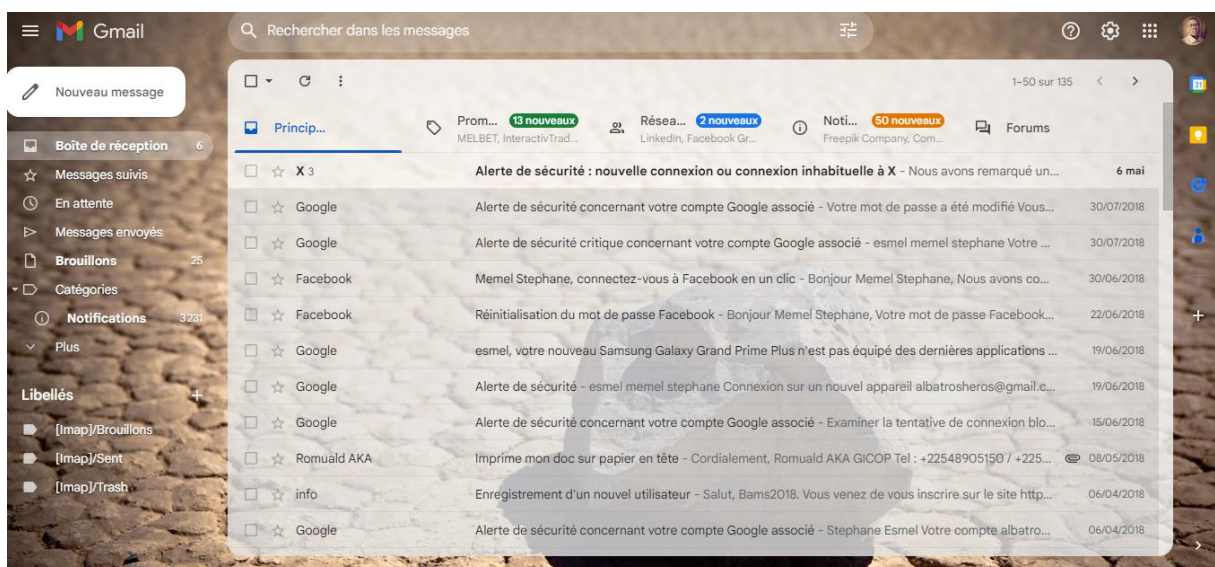 Gmail
Rechercher dans les messages
Nouveau message
1–50 sur 135
31
Princip...
Prom... 13 nouveaux
MELBET, InteractivTrad...
Résea... 2 nouveaux
LinkedIn, Facebook Gr...
Noti... 50 nouveaux
Freepik Company, Com...
Forums
Boîte de réception 6
Messages suivis
En attente
Messages envoyés
Brouillons 25
Catégories
Notifications 3 231
Plus
Libellés
[Imap]/Brouillons
[Imap]/Sent
[Imap]/Trash
X 3 Alerte de sécurité : nouvelle connexion ou connexion inhabituelle à X - Nous avons remarqué un... 6 mai
Google Alerte de sécurité concernant votre compte Google associé - Votre mot de passe a été modifié Vous... 30/07/2018
Google Alerte de sécurité critique concernant votre compte Google associé - esmel memel stephane Votre ... 30/07/2018
Facebook Memel Stephane, connectez-vous à Facebook en un clic - Bonjour Memel Stephane, Nous avons co... 30/06/2018
Facebook Réinitialisation du mot de passe Facebook - Bonjour Memel Stephane, Votre mot de passe Facebook... 22/06/2018
Google esmel, votre nouveau Samsung Galaxy Grand Prime Plus n'est pas équipé des dernières applications ... 19/06/2018
Google Alerte de sécurité - esmel memel stephane Connexion sur un nouvel appareil albatrosheros@gmail.c... 19/06/2018
Google Alerte de sécurité concernant votre compte Google associé - Examiner la tentative de connexion blo... 15/06/2018
Romuald AKA Imprime mon doc sur papier en tête - Cordialement, Romuald AKA GICOP Tel : +22548905150 / +225... 08/05/2018
info Enregistrement d'un nouvel utilisateur - Salut, Bams2018. Vous venez de vous inscrire sur le site http... 06/04/2018
Google Alerte de sécurité concernant votre compte Google associé - Stephane Esmel Votre compte albatro... 06/04/2018